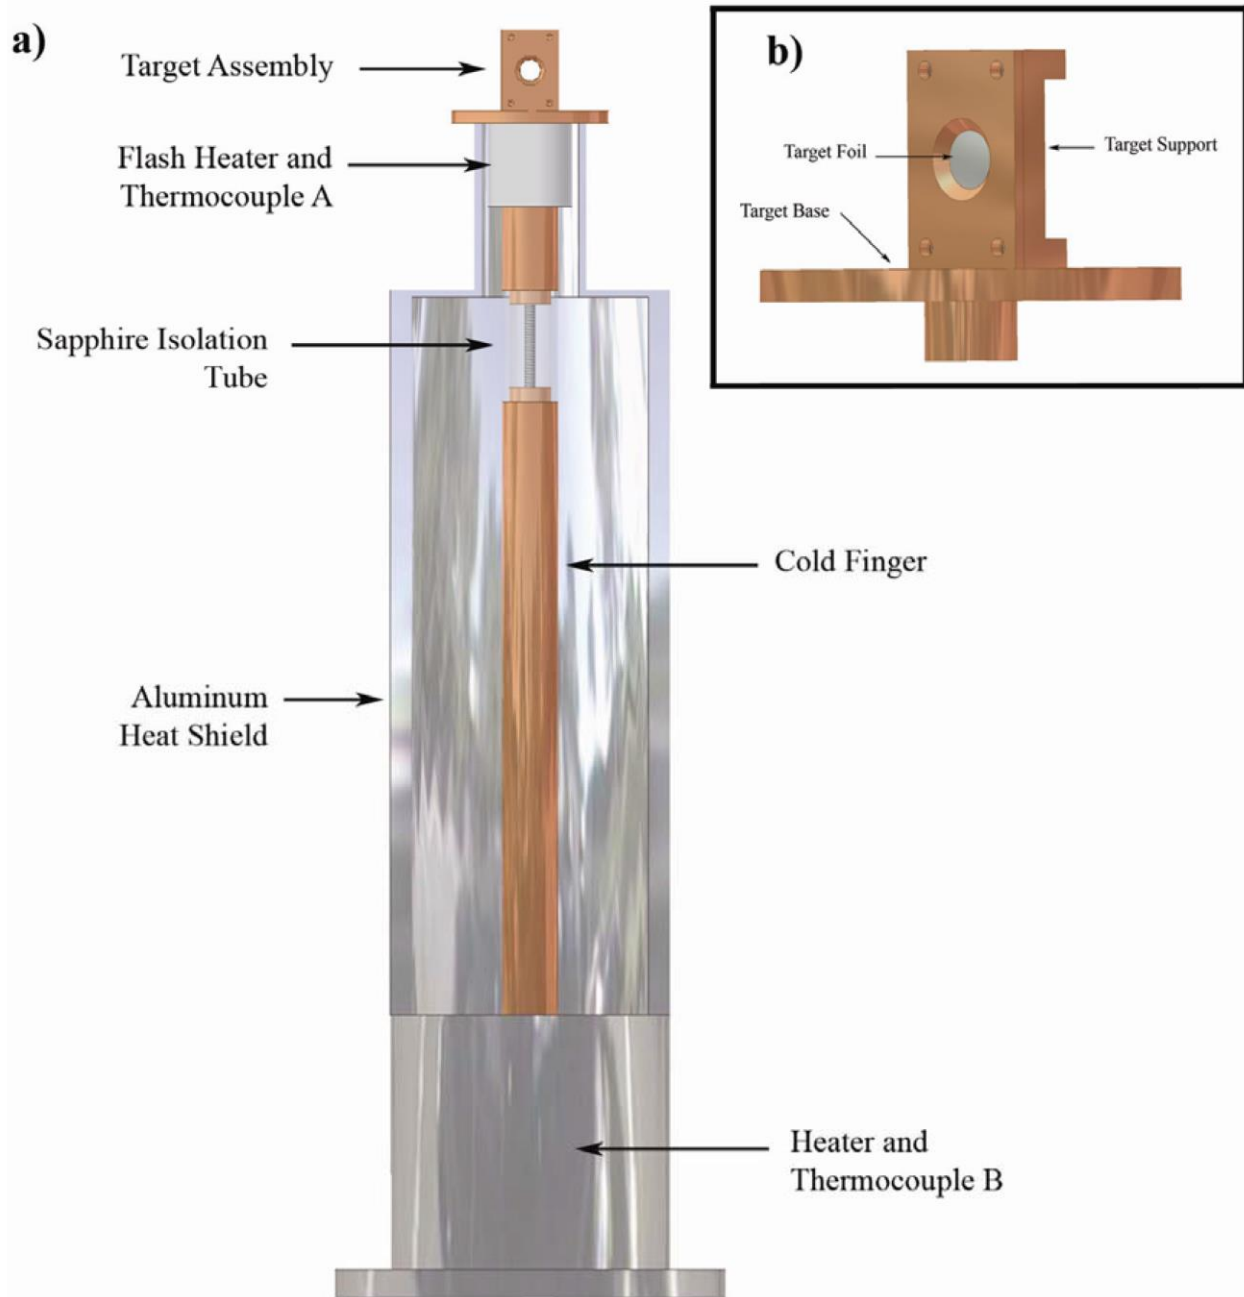 a)
Target Assembly
Flash Heater and
Thermocouple A
Sapphire Isolation
Tube
Cold Finger
Aluminum
Heat Shield
Heater and
Thermocouple B
b)
Target Foil
Target Support
Target Base